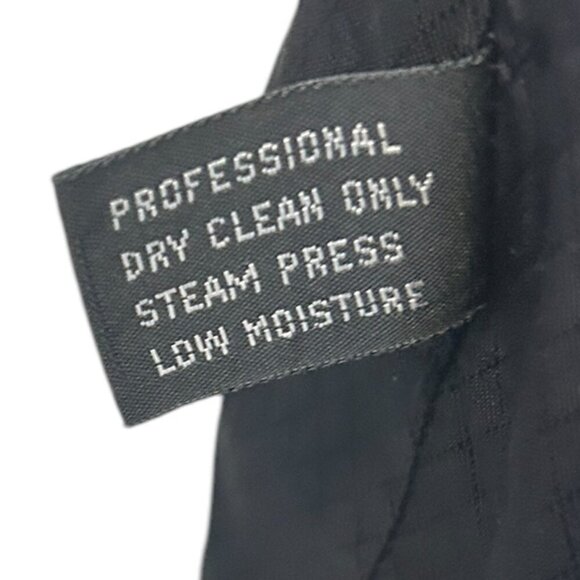 PROFESSIONAL
DRY CLEAN ONLY
STEAM PRESS
LOW MOISTURE